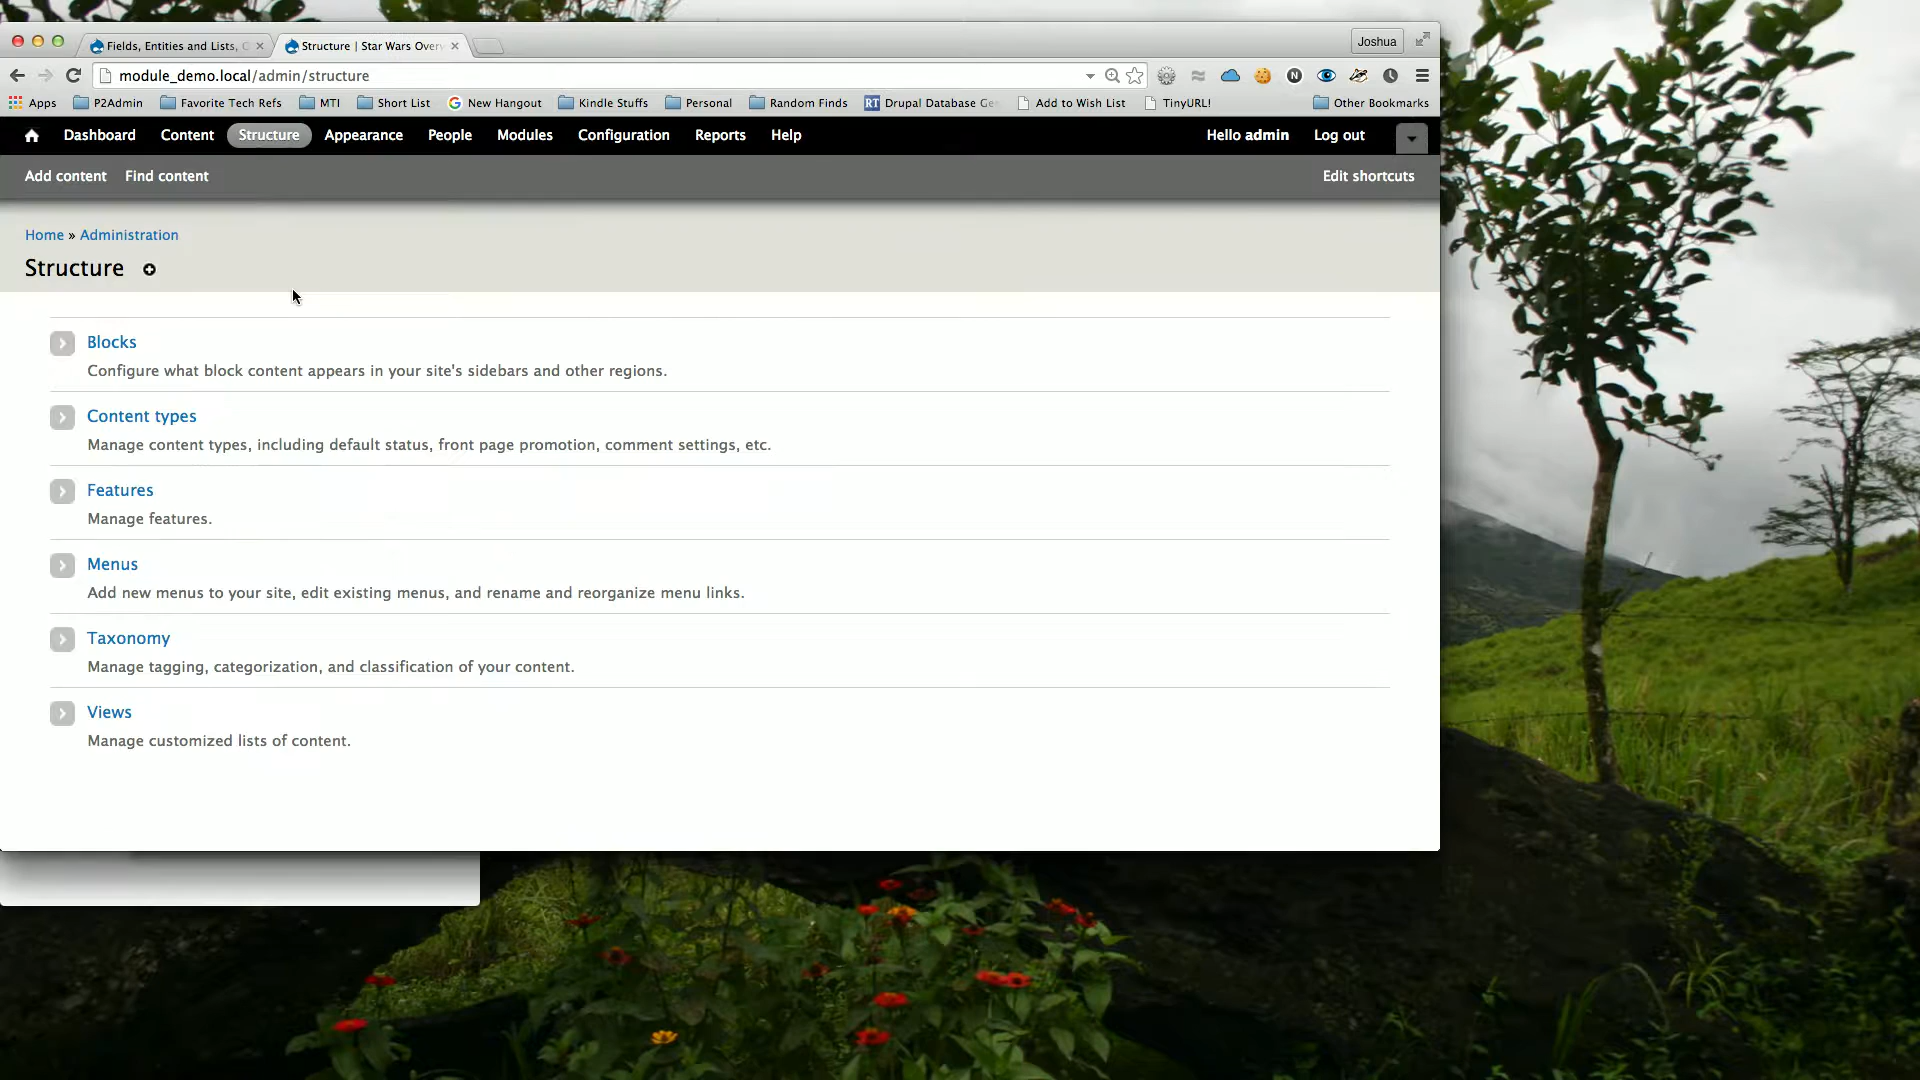 Fields, Entities and Lists,
Structure | Star Wars Over
Joshua
module_demo.local/admin/structure
Apps
P2Admin
Favorite Tech Refs
MTI
Short List
New Hangout
Kindle Stuffs
Personal
Random Finds
RT
Drupal Database Ge
Add to Wish List
TinyURL!
Other Bookmarks
Dashboard
Content
Structure
Appearance
People
Modules
Configuration
Reports
Help
Hello admin
Log out
Add content
Find content
Edit shortcuts
Home » Administration
Structure
Blocks
Configure what block content appears in your site's sidebars and other regions.
Content types
Manage content types, including default status, front page promotion, comment settings, etc.
Features
Manage features.
Menus
Add new menus to your site, edit existing menus, and rename and reorganize menu links.
Taxonomy
Manage tagging, categorization, and classification of your content.
Views
Manage customized lists of content.